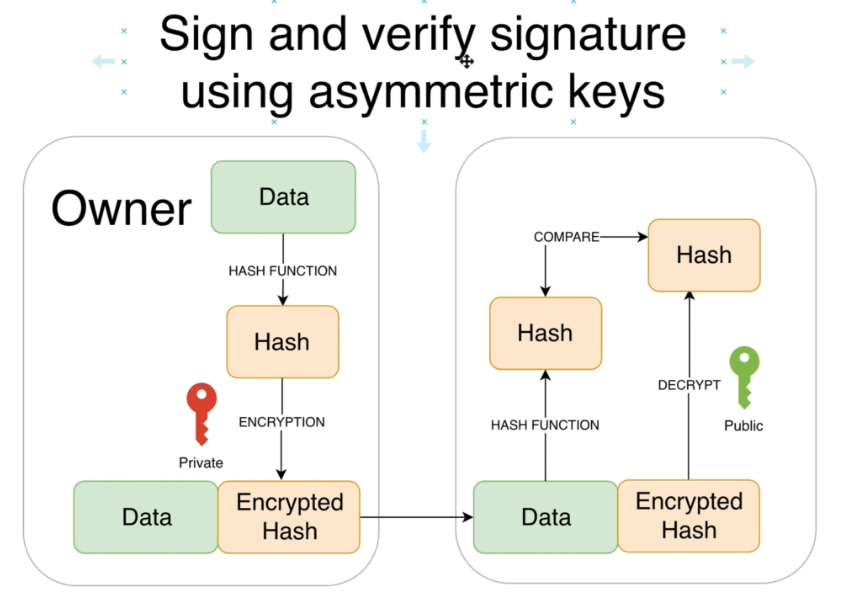 Sign and verify signature
using asymmetric keys
Owner
Data
HASH FUNCTION
Hash
ENCRYPTION
Private
Data
Encrypted
Hash
COMPARE
Hash
Hash
DECRYPT
Public
HASH FUNCTION
Data
Encrypted
Hash